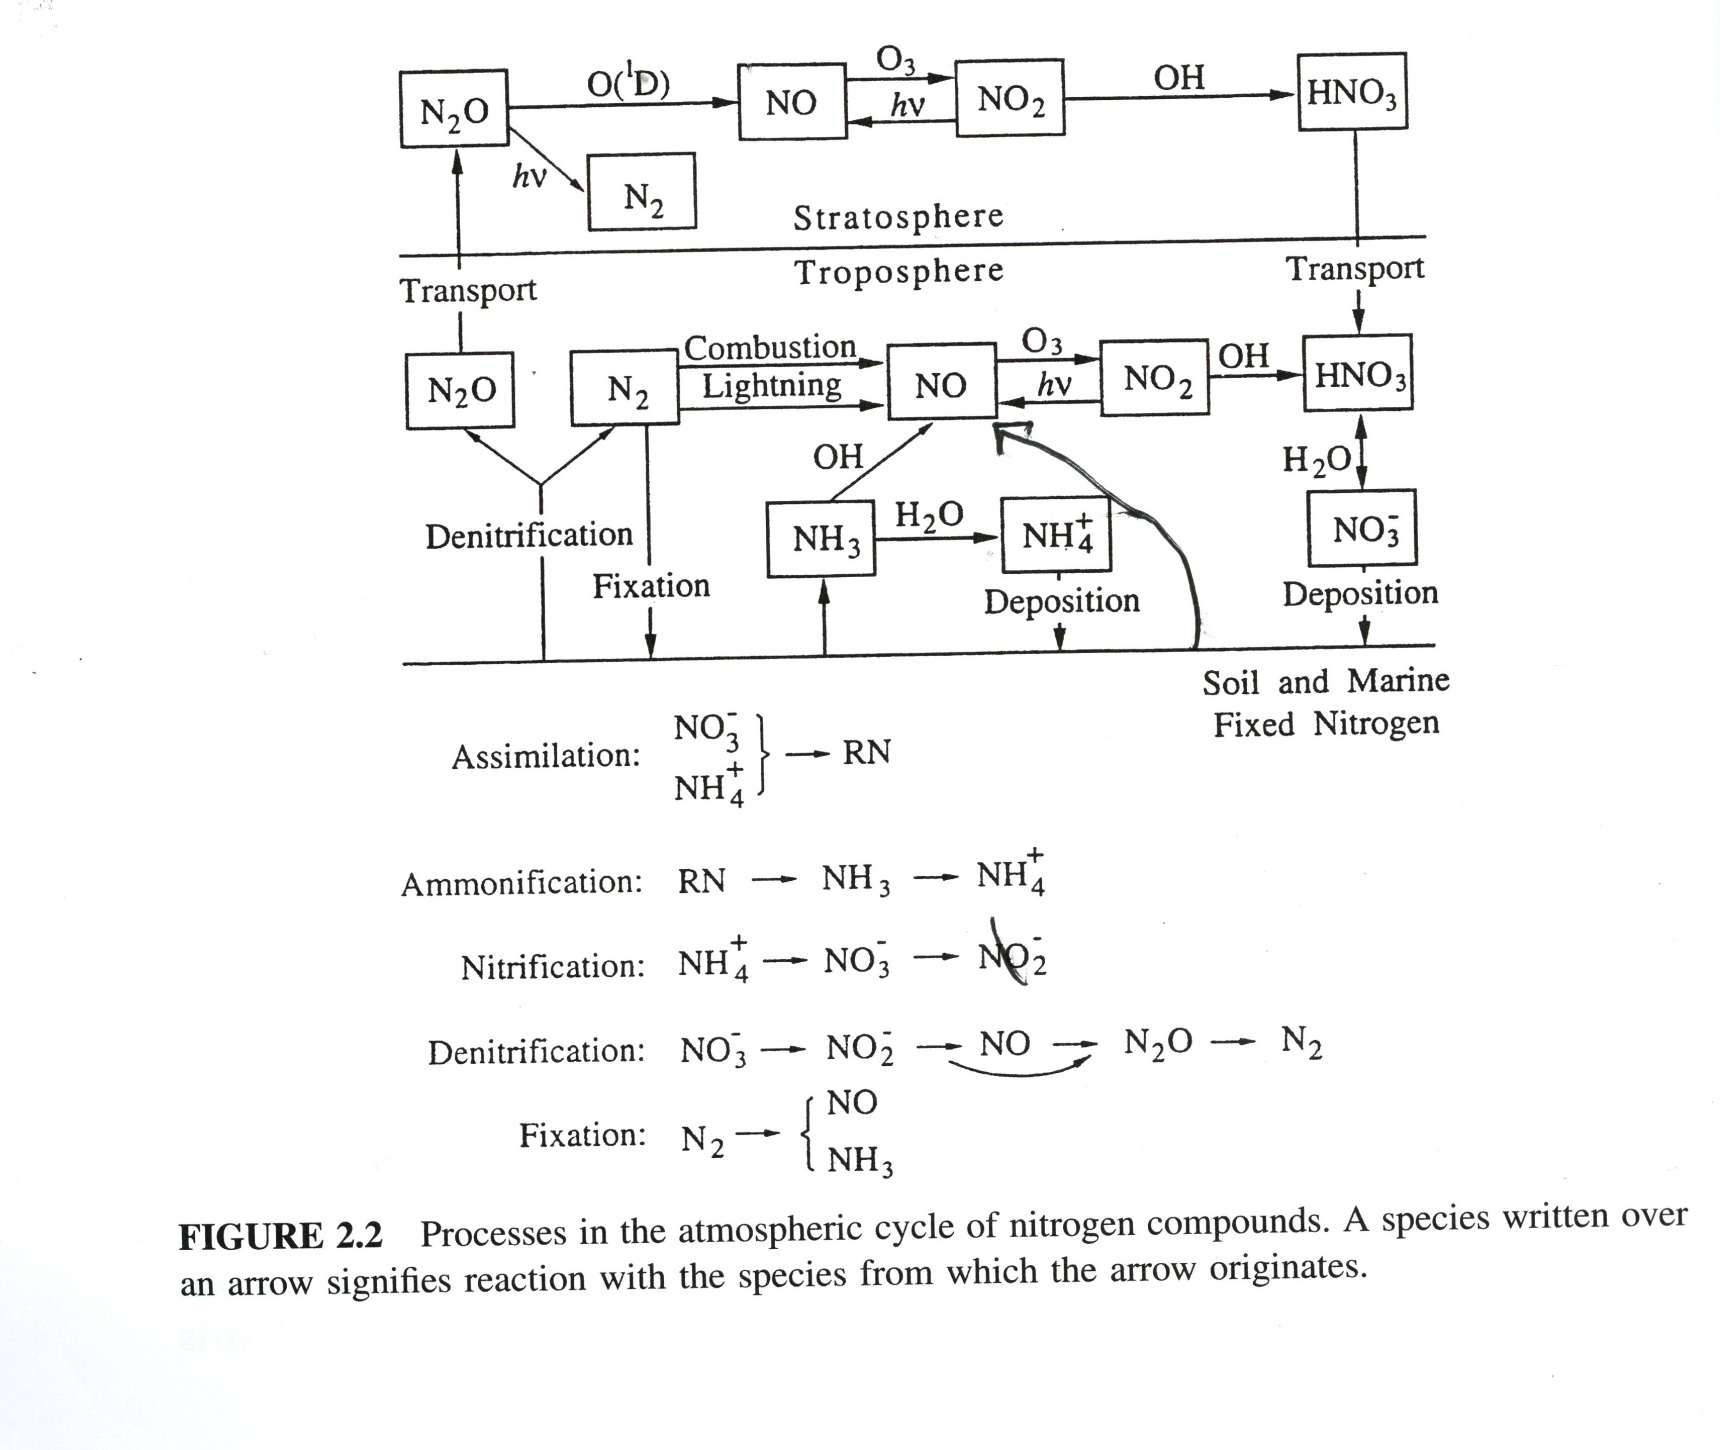 N₂O O(¹D) NO O₃ hν NO₂ OH HNO₃
hν N₂
Stratosphere
Troposphere
Transport Transport
N₂O N₂ Combustion Lightning NO O₃ hν NO₂ OH HNO₃
OH H₂O
NH₃ H₂O NH₄⁺ NO₃⁻
Denitrification
Fixation Deposition Deposition
Soil and Marine
Fixed Nitrogen
Assimilation: NO₃⁻ NH₄⁺ } → RN
Ammonification: RN → NH₃ → NH₄⁺
Nitrification: NH₄⁺ → NO₃⁻ → NO₂⁻
Denitrification: NO₃⁻ → NO₂⁻ → NO → N₂O → N₂
Fixation: N₂ → { NO NH₃
FIGURE 2.2 Processes in the atmospheric cycle of nitrogen compounds. A species written over
an arrow signifies reaction with the species from which the arrow originates.